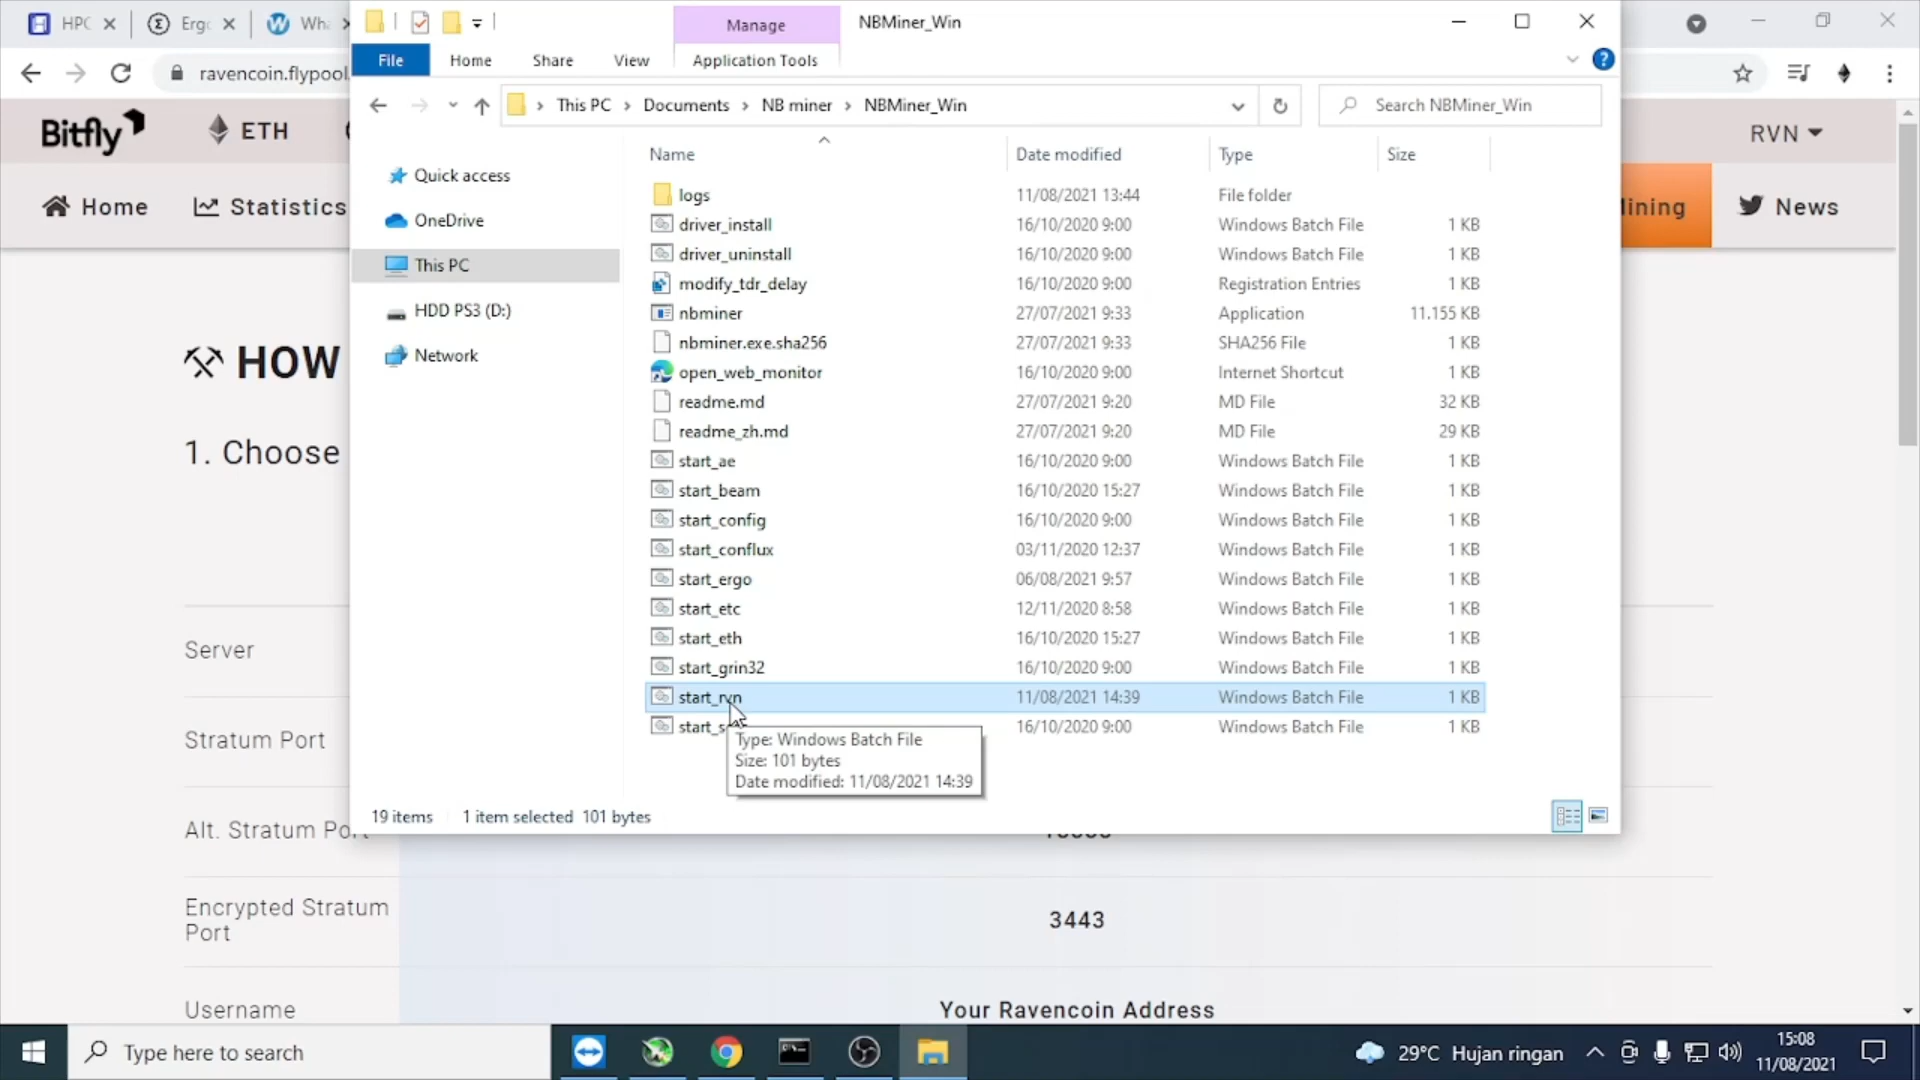 HPC
Erg
Wha
Manage
NBMiner_Win
File
Home
Share
View
Application Tools
ravencoin.flypool.
This PC > Documents > NB miner > NBMiner_Win
Search NBMiner_Win
Bitfly
ETH
RVN
Home
Statistics
ining
News
Quick access
OneDrive
This PC
HDD PS3 (D:)
Network
Name Date modified Type Size
logs 11/08/2021 13:44 File folder
driver_install 16/10/2020 9:00 Windows Batch File 1 KB
driver_uninstall 16/10/2020 9:00 Windows Batch File 1 KB
modify_tdr_delay 16/10/2020 9:00 Registration Entries 1 KB
nbminer 27/07/2021 9:33 Application 11.155 KB
nbminer.exe.sha256 27/07/2021 9:33 SHA256 File 1 KB
open_web_monitor 16/10/2020 9:00 Internet Shortcut 1 KB
readme.md 27/07/2021 9:20 MD File 32 KB
readme_zh.md 27/07/2021 9:20 MD File 29 KB
start_ae 16/10/2020 9:00 Windows Batch File 1 KB
start_beam 16/10/2020 15:27 Windows Batch File 1 KB
start_config 16/10/2020 9:00 Windows Batch File 1 KB
start_conflux 03/11/2020 12:37 Windows Batch File 1 KB
start_ergo 06/08/2021 9:57 Windows Batch File 1 KB
start_etc 12/11/2020 8:58 Windows Batch File 1 KB
start_eth 16/10/2020 15:27 Windows Batch File 1 KB
start_grin32 16/10/2020 9:00 Windows Batch File 1 KB
start_rvn 11/08/2021 14:39 Windows Batch File 1 KB
start_s 16/10/2020 9:00 Windows Batch File 1 KB
Type: Windows Batch File
Size: 101 bytes
Date modified: 11/08/2021 14:39
19 items
1 item selected 101 bytes
HOW
1. Choose
Server
Stratum Port
Alt. Stratum Port
Encrypted Stratum
Port
3443
Username
Your Ravencoin Address
Type here to search
29°C Hujan ringan
15:08
11/08/2021